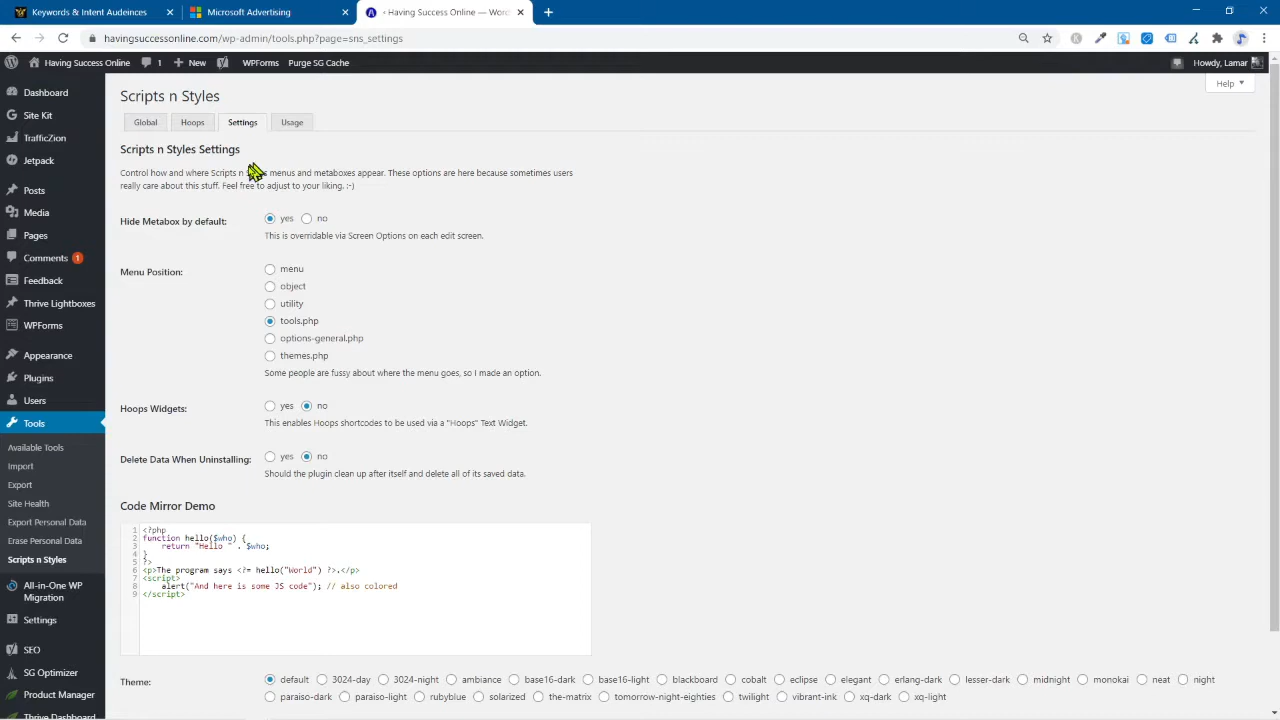 Keywords & Intent Audeinces
Microsoft Advertising
Having Success Online — Wor
havingsuccessonline.com/wp-admin/tools.php?page=sns_settings
Having Success Online
1
New
WPForms
Purge SG Cache
Howdy, Lamar
Dashboard
Site Kit
TrafficZion
Jetpack
Posts
Media
Pages
Comments 1
Feedback
Thrive Lightboxes
WPForms
Appearance
Plugins
Users
Tools
Available Tools
Import
Export
Site Health
Export Personal Data
Erase Personal Data
Scripts n Styles
All-in-One WP
Migration
Settings
SEO
SG Optimizer
Product Manager
Thrive Dashboard
Help
Scripts n Styles
Global
Hoops
Settings
Usage
Scripts n Styles Settings
Control how and where Scripts n menus and metaboxes appear. These options are here because sometimes users
really care about this stuff. Feel free to adjust to your liking. :-)
Hide Metabox by default:
yes no
This is overridable via Screen Options on each edit screen.
Menu Position:
menu
object
utility
tools.php
options-general.php
themes.php
Some people are fussy about where the menu goes, so I made an option.
Hoops Widgets:
yes no
This enables Hoops shortcodes to be used via a "Hoops" Text Widget.
Delete Data When Uninstalling:
yes no
Should the plugin clean up after itself and delete all of its saved data.
Code Mirror Demo
1 <?php
2 function hello($who) {
3 return "Hello " . $who;
4 }
5 ?>
6 <p>The program says <?= hello("World") ?>.</p>
7 <script>
8 alert("And here is some JS code"); // also colored
9 </script>
Theme:
default 3024-day 3024-night ambiance base16-dark base16-light blackboard cobalt eclipse elegant erlang-dark lesser-dark midnight monokai neat night
paraiso-dark paraiso-light rubyblue solarized the-matrix tomorrow-night-eighties twilight vibrant-ink xq-dark xq-light